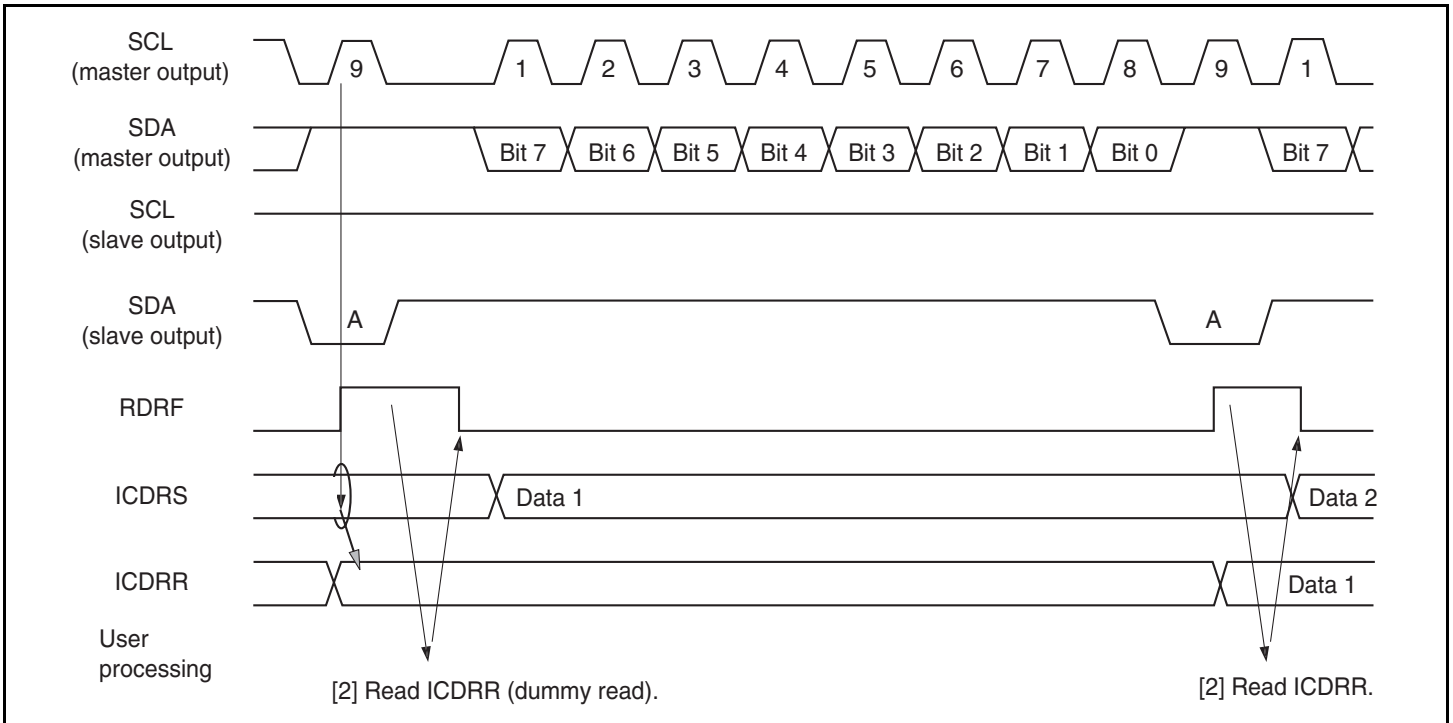 SCL
(master output)
9 1 2 3 4 5 6 7 8 9 1
SDA
(master output)
Bit 7 Bit 6 Bit 5 Bit 4 Bit 3 Bit 2 Bit 1 Bit 0 Bit 7
SCL
(slave output)
SDA
(slave output)
A A
RDRF
ICDRS
Data 1 Data 2
ICDRR
Data 1
User
processing
[2] Read ICDRR (dummy read).
[2] Read ICDRR.